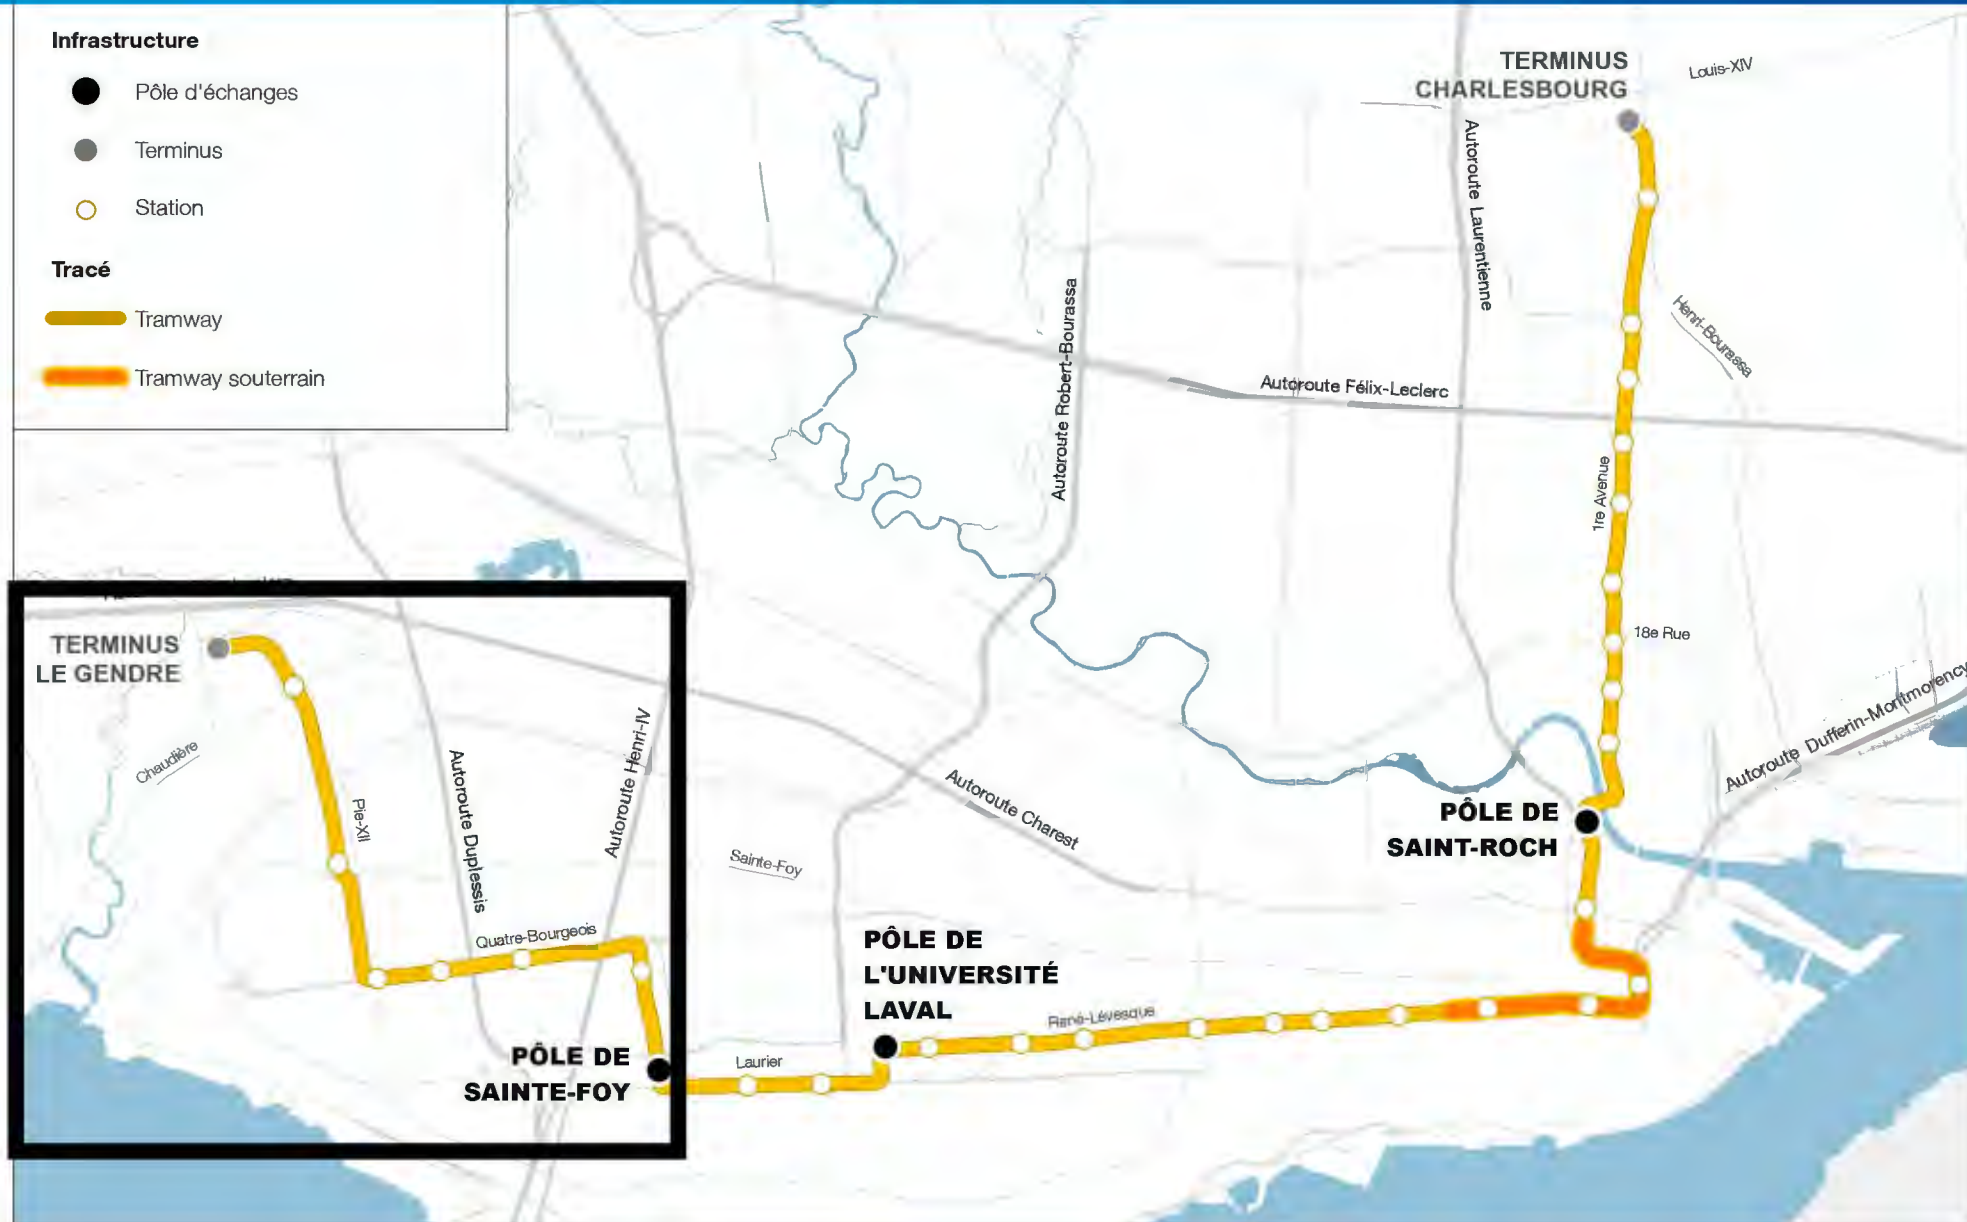 Infrastructure
Pôle d'échanges
Terminus
Station
Tracé
Tramway
Tramway souterrain
TERMINUS
CHARLESBOURG
Louis-XIV
Autoroute Laurentienne
Henri-Bourassa
Autoroute Robert-Bourassa
Autoroute Félix-Leclerc
1re Avenue
18e Rue
TERMINUS
LE GENDRE
Chaudière
Pie-XII
Autoroute Duplessis
Autoroute Henri-IV
Quatre-Bourgeois
Sainte-Foy
Autoroute Charest
Autoroute Dufferin-Montmorency
PÔLE DE
SAINT-ROCH
PÔLE DE
L'UNIVERSITÉ
LAVAL
René-Lévesque
PÔLE DE
SAINTE-FOY
Laurier